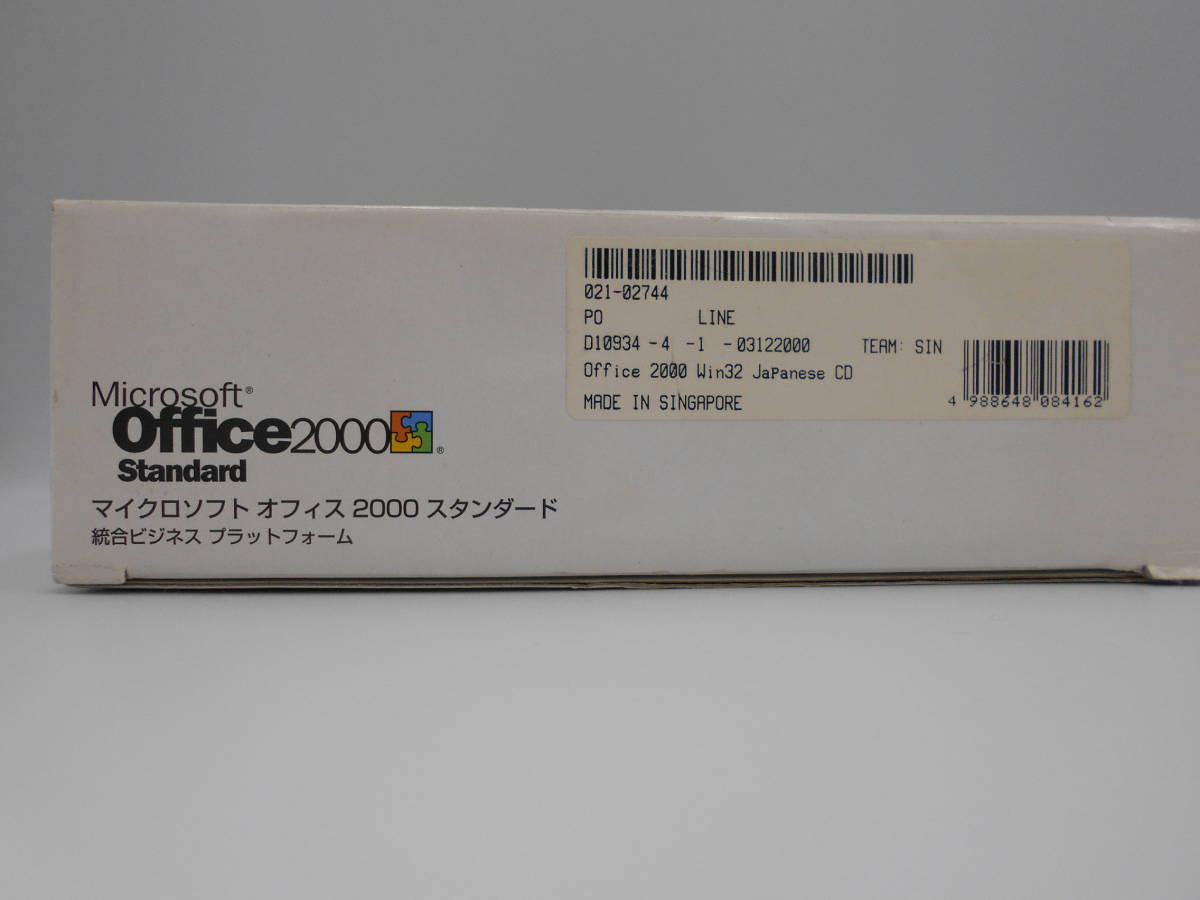 021-02744
PO LINE
D10934 -4 -1 -03122000 TEAM: SIN
Office 2000 Win32 JaPanese CD
MADE IN SINGAPORE
4 988648 084162
Microsoft®
Office2000®
Standard
マイクロソフト オフィス 2000 スタンダード
統合ビジネス プラットフォーム